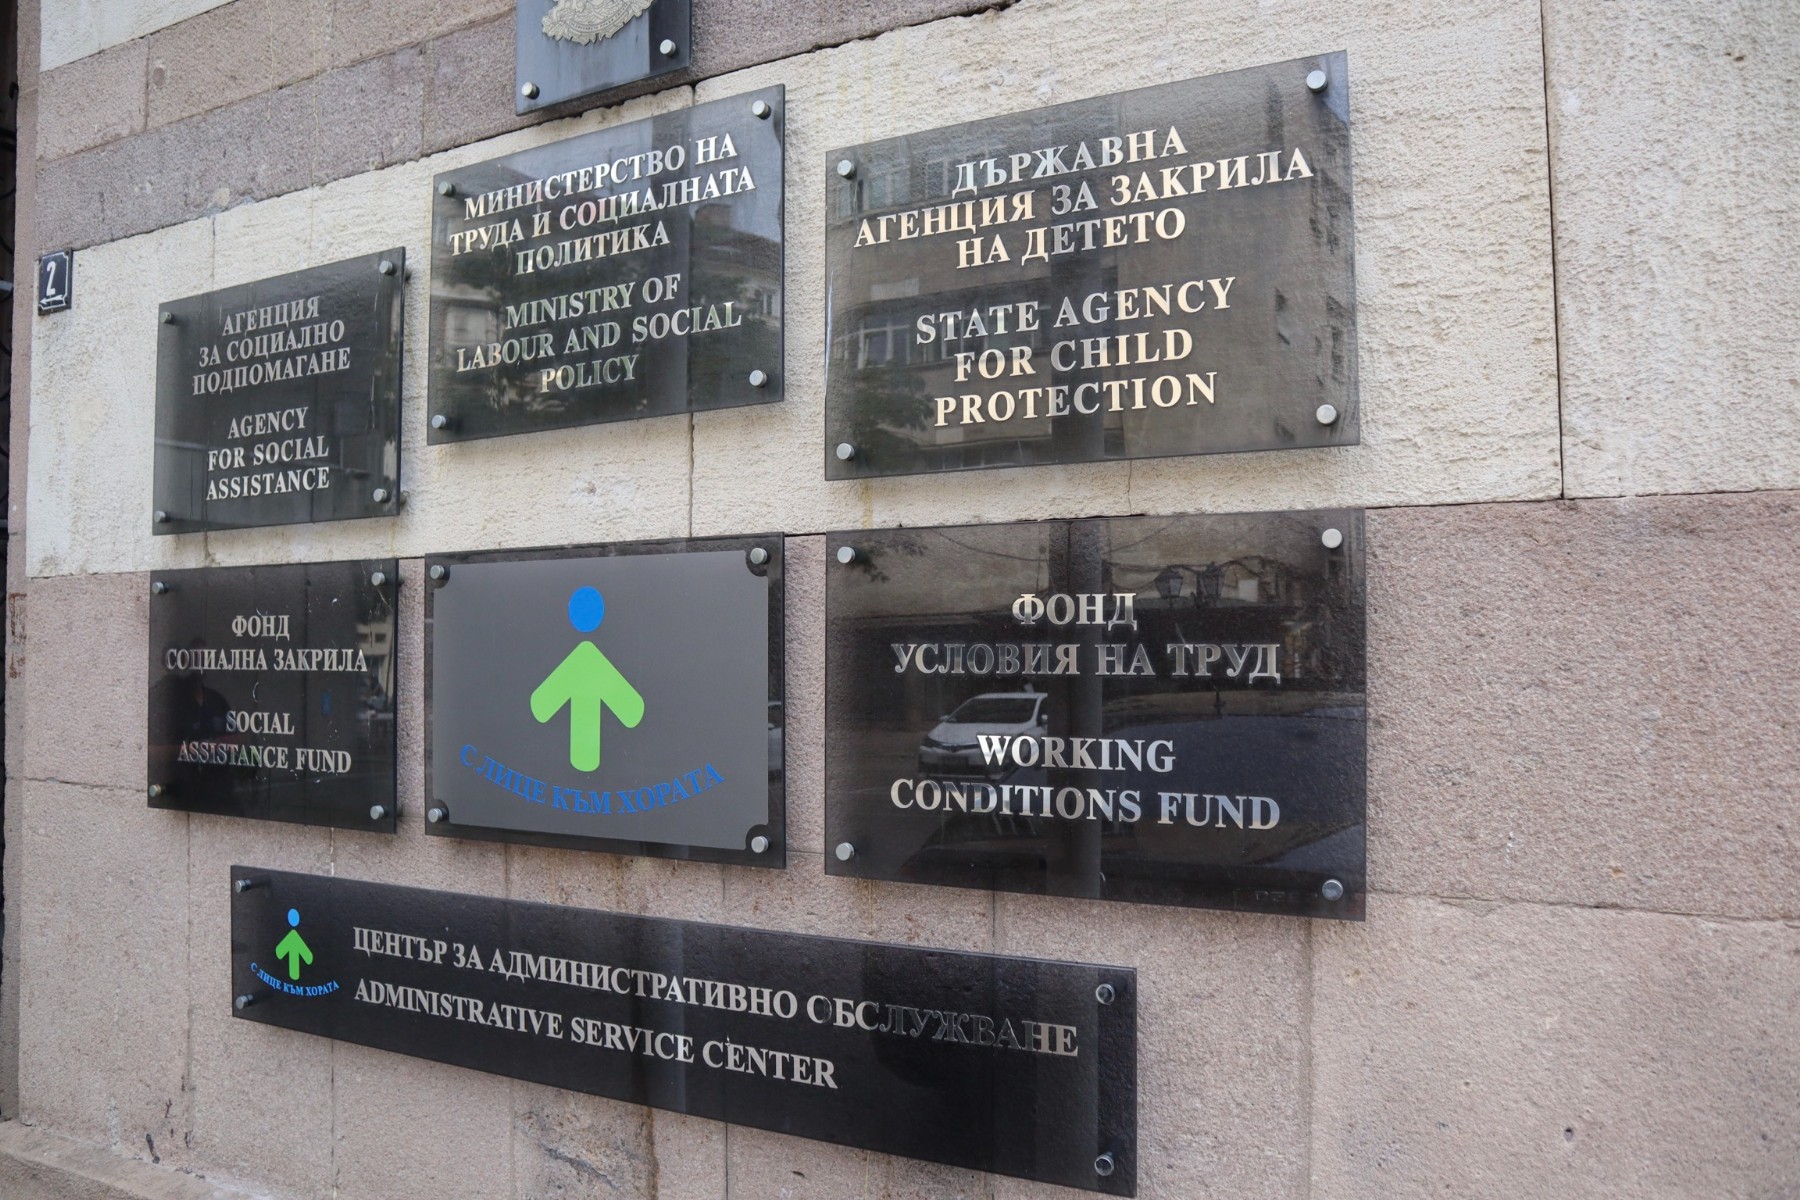 МИНИСТЕРСТВО НА
ТРУДА И СОЦИАЛНАТА
ПОЛИТИКА
MINISTRY OF
LABOUR AND SOCIAL
POLICY
ДЪРЖАВНА
АГЕНЦИЯ ЗА ЗАКРИЛА
НА ДЕТЕТО
STATE AGENCY
FOR CHILD
PROTECTION
2
АГЕНЦИЯ
ЗА СОЦИАЛНО
ПОДПОМАГАНЕ
AGENCY
FOR SOCIAL
ASSISTANCE
ФОНД
СОЦИАЛНА ЗАКРИЛА
SOCIAL
ASSISTANCE FUND
С ЛИЦЕ КЪМ ХОРАТА
ФОНД
УСЛОВИЯ НА ТРУД
WORKING
CONDITIONS FUND
С ЛИЦЕ КЪМ ХОРАТА
ЦЕНТЪР ЗА АДМИНИСТРАТИВНО ОБСЛУЖВАНЕ
ADMINISTRATIVE SERVICE CENTER